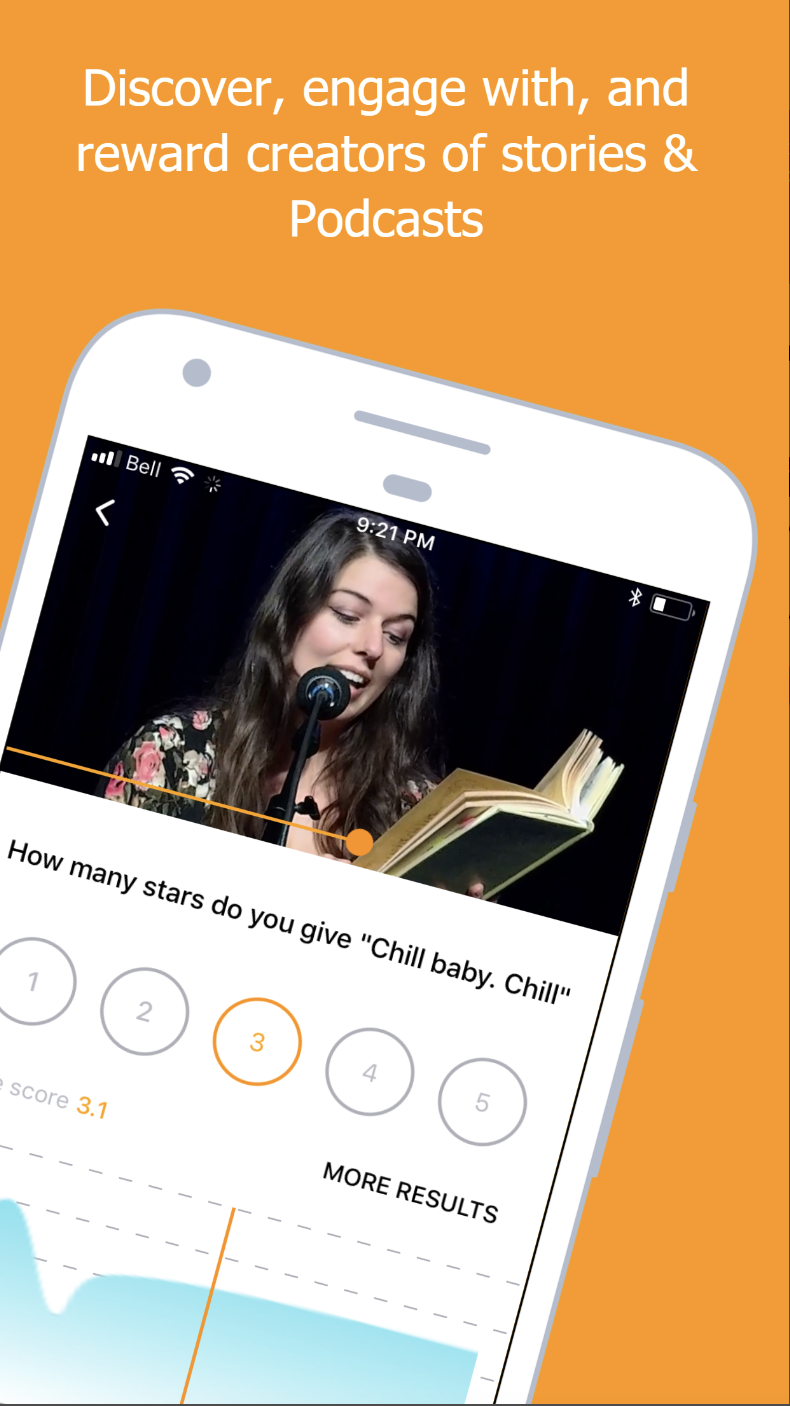 Discover, engage with, and
reward creators of stories &
Podcasts
Bell
9:21 PM
How many stars do you give "Chill baby. Chill"
1 2 3 4 5
e score 3.1
MORE RESULTS